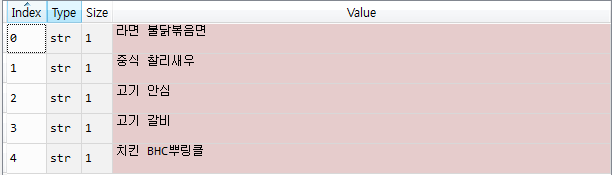 Index Type Size Value
0 str 1 라면 불닭볶음면
1 str 1 중식 찰리새우
2 str 1 고기 안심
3 str 1 고기 갈비
4 str 1 치킨 BHC뿌링클